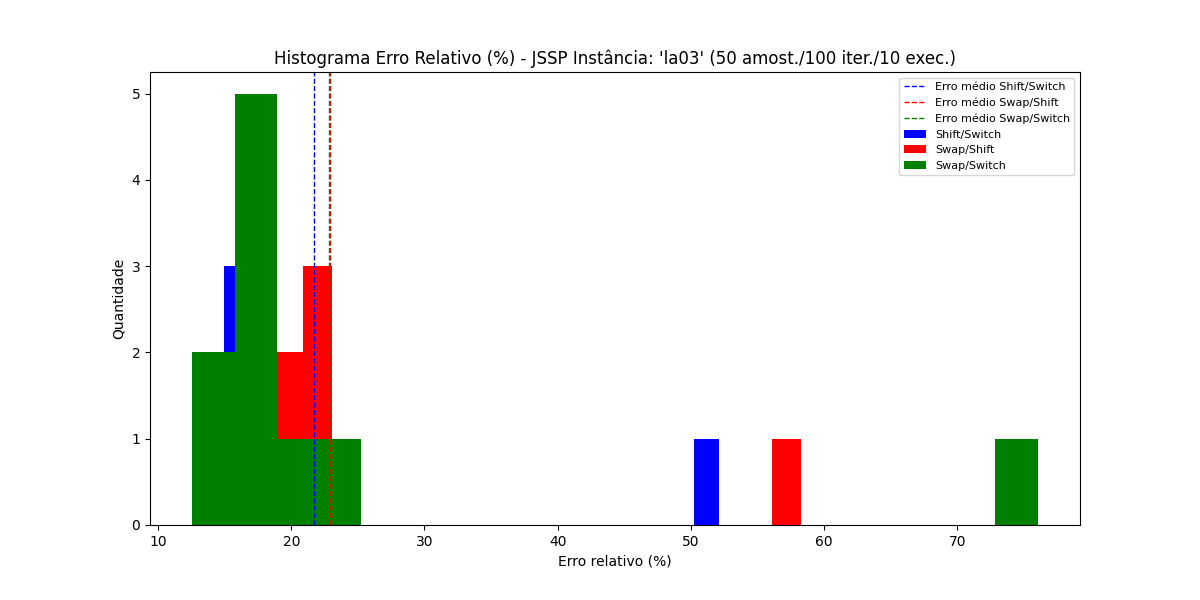 Histograma Erro Relativo (%) - JSSP Instância: 'la03' (50 amost./100 iter./10 exec.)
Erro médio Shift/Switch
Erro médio Swap/Shift
Erro médio Swap/Switch
Shift/Switch
Swap/Shift
Swap/Switch
Quantidade
5
4
3
2
1
0
10 20 30 40 50 60 70
Erro relativo (%)